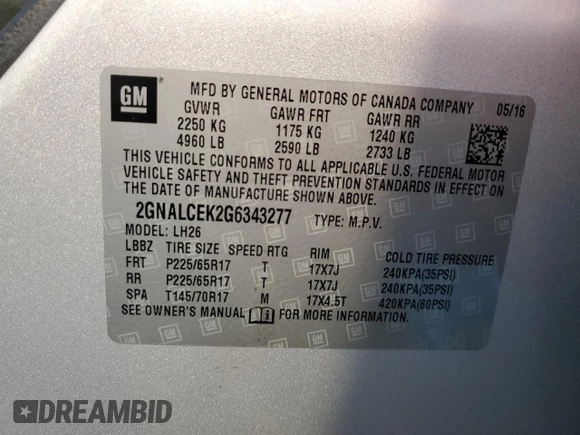 GM
MFD BY GENERAL MOTORS OF CANADA COMPANY 05/16
GVWR GAWR FRT GAWR RR
2250 KG 1175 KG 1240 KG
4960 LB 2590 LB 2733 LB
THIS VEHICLE CONFORMS TO ALL APPLICABLE U.S. FEDERAL MOTOR
VEHICLE SAFETY AND THEFT PREVENTION STANDARDS IN EFFECT ON
THE DATE OF MANUFACTURE SHOWN ABOVE.
2GNALCEK2G6343277 TYPE: M.P.V.
MODEL: LH26
LBBZ TIRE SIZE SPEED RTG RIM COLD TIRE PRESSURE
FRT P225/65R17 T 17X7J 240KPA(35PSI)
RR P225/65R17 T 17X7J 240KPA(35PSI)
SPA T145/70R17 M 17X4.5T 420KPA(60PSI)
SEE OWNER'S MANUAL FOR MORE INFORMATION.
DREAMBID